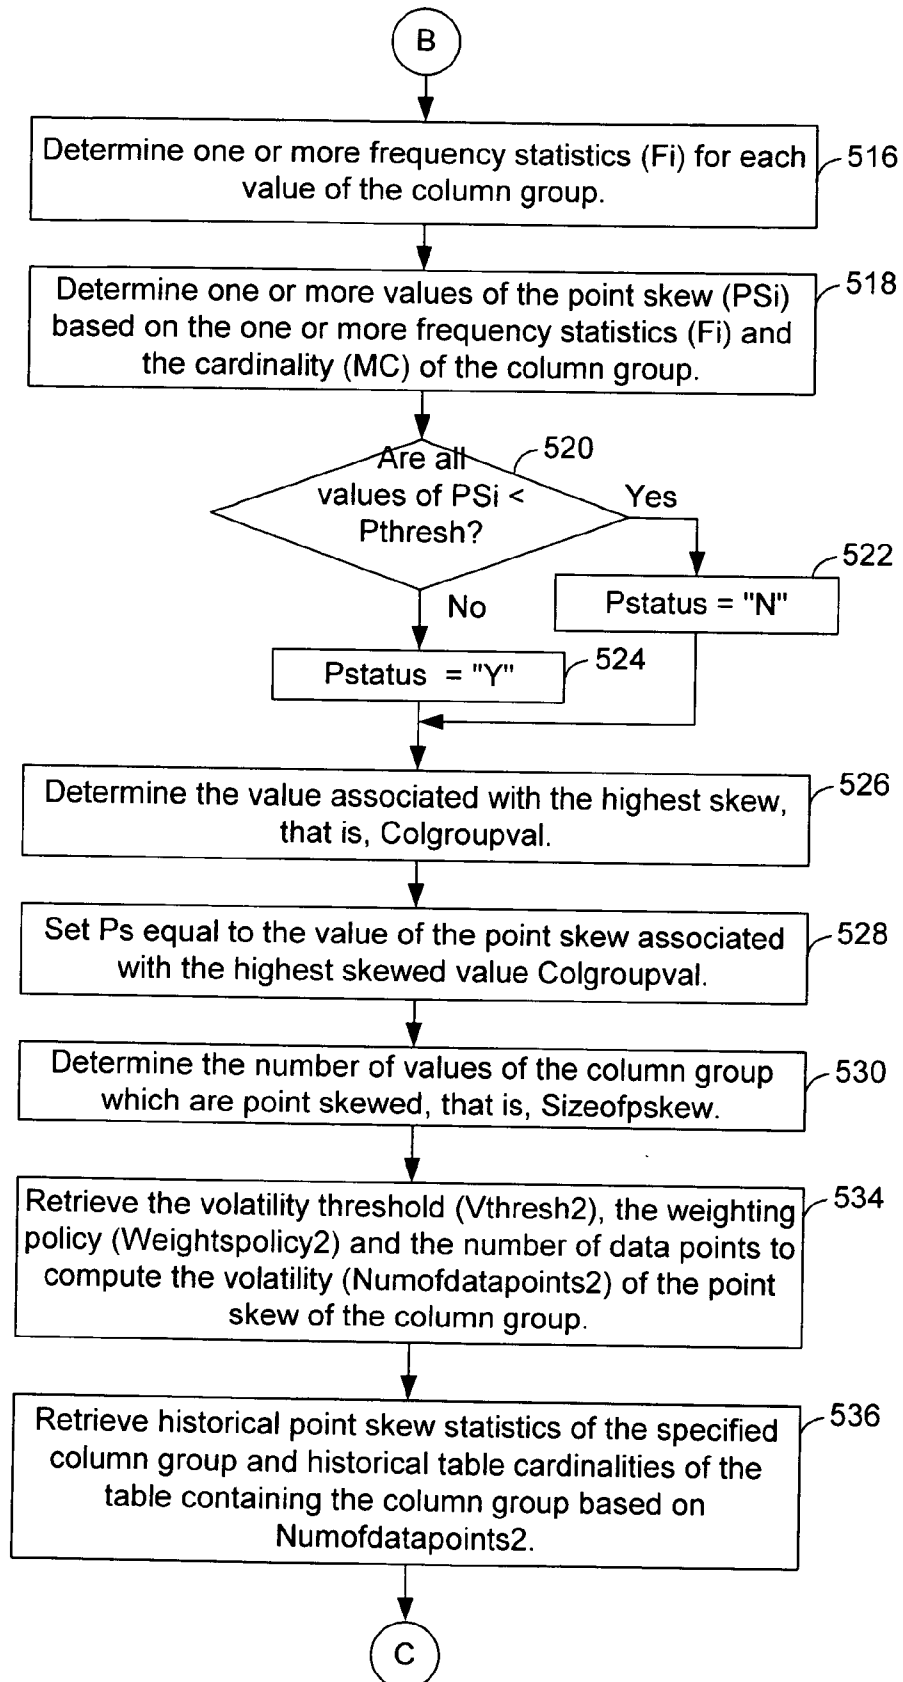 B
Determine one or more frequency statistics (Fi) for each
value of the column group.
516
Determine one or more values of the point skew (PSi)
based on the one or more frequency statistics (Fi) and
the cardinality (MC) of the column group.
518
Are all
values of PSi <
Pthresh?
520
Yes
No
Pstatus = "N"
522
Pstatus = "Y"
524
Determine the value associated with the highest skew,
that is, Colgroupval.
526
Set Ps equal to the value of the point skew associated
with the highest skewed value Colgroupval.
528
Determine the number of values of the column group
which are point skewed, that is, Sizeofpskew.
530
Retrieve the volatility threshold (Vthresh2), the weighting
policy (Weightspolicy2) and the number of data points to
compute the volatility (Numofdatapoints2) of the point
skew of the column group.
534
Retrieve historical point skew statistics of the specified
column group and historical table cardinalities of the
table containing the column group based on
Numofdatapoints2.
536
C